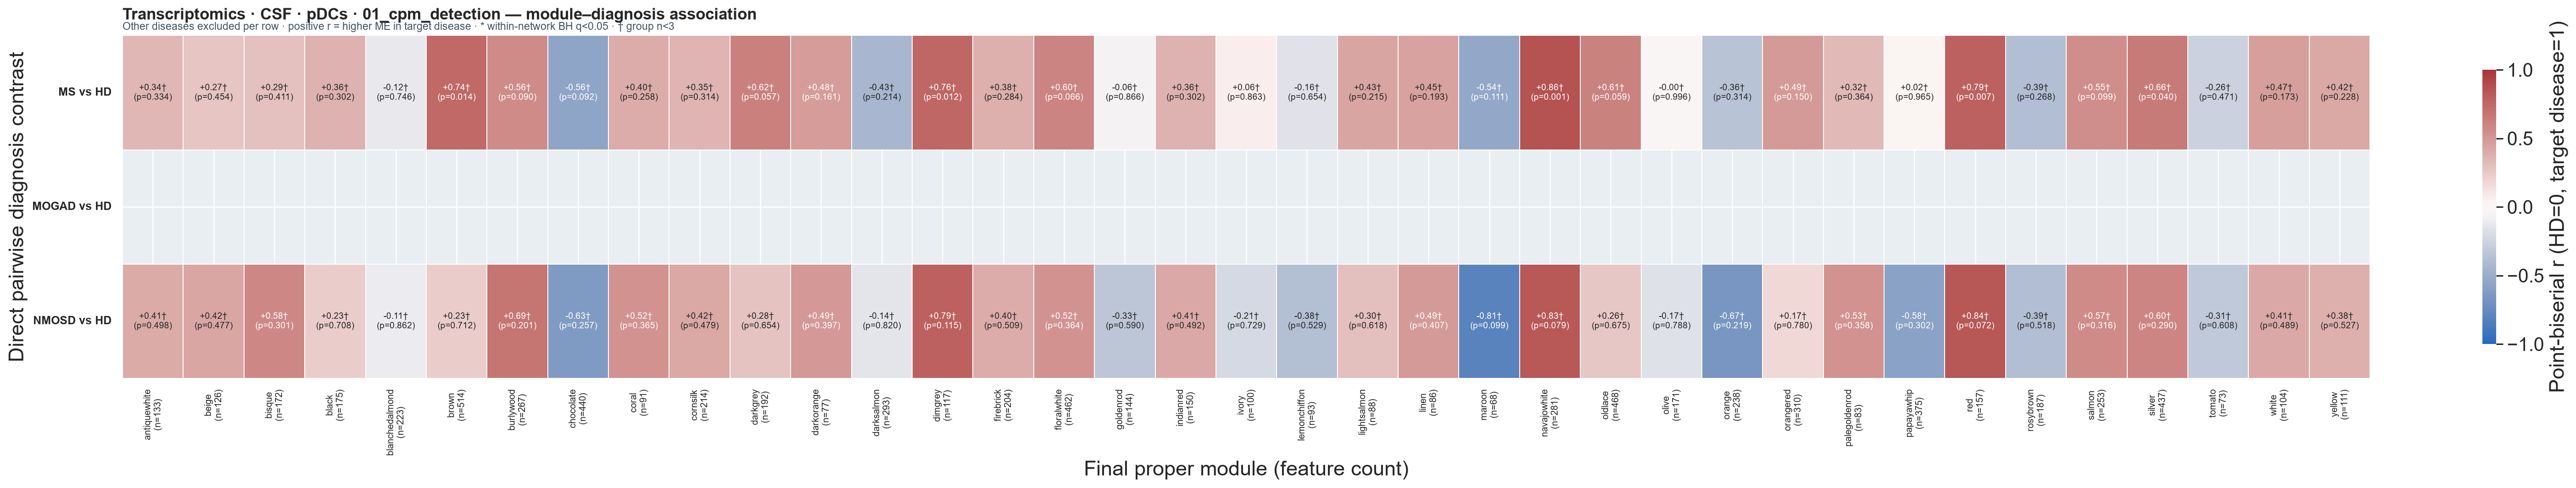 Transcriptomics · CSF · pDCs · 01_cpm_detection — module–diagnosis association
Other diseases excluded per row · positive r = higher ME in target disease · * within-network BH q<0.05 · † group n<3
Direct pairwise diagnosis contrast
MS vs HD
+0.34† +0.27† +0.29† +0.36† -0.12† +0.74† +0.56† -0.56† +0.40† +0.35† +0.62† +0.48† -0.43† +0.76† +0.38† +0.60† -0.06† +0.36† +0.06† -0.16† +0.43† +0.45† -0.54† +0.86† +0.61† -0.00† -0.36† +0.49† +0.32† +0.02† +0.79† -0.39† +0.55† +0.66† -0.26† +0.47† +0.42†
(p=0.334) (p=0.454) (p=0.411) (p=0.302) (p=0.746) (p=0.014) (p=0.090) (p=0.092) (p=0.258) (p=0.314) (p=0.057) (p=0.161) (p=0.214) (p=0.012) (p=0.284) (p=0.066) (p=0.866) (p=0.302) (p=0.863) (p=0.654) (p=0.215) (p=0.193) (p=0.111) (p=0.001) (p=0.059) (p=0.996) (p=0.314) (p=0.150) (p=0.364) (p=0.965) (p=0.007) (p=0.268) (p=0.099) (p=0.040) (p=0.471) (p=0.173) (p=0.228)
MOGAD vs HD
NMOSD vs HD
+0.41† +0.42† +0.58† +0.23† -0.11† +0.23† +0.69† -0.63† +0.52† +0.42† +0.28† +0.49† -0.14† +0.79† +0.40† +0.52† -0.33† +0.41† -0.21† -0.38† +0.30† +0.49† -0.81† +0.83† +0.26† -0.17† -0.67† +0.17† +0.53† -0.58† +0.84† -0.39† +0.57† +0.60† -0.31† +0.41† +0.38†
(p=0.498) (p=0.477) (p=0.301) (p=0.708) (p=0.862) (p=0.712) (p=0.201) (p=0.257) (p=0.365) (p=0.479) (p=0.654) (p=0.397) (p=0.820) (p=0.115) (p=0.509) (p=0.364) (p=0.590) (p=0.492) (p=0.729) (p=0.529) (p=0.618) (p=0.407) (p=0.099) (p=0.079) (p=0.675) (p=0.788) (p=0.219) (p=0.780) (p=0.358) (p=0.302) (p=0.072) (p=0.518) (p=0.316) (p=0.290) (p=0.608) (p=0.489) (p=0.527)
antiquewhite
(n=133)
beige
(n=126)
bisque
(n=172)
black
(n=175)
blanchedalmond
(n=223)
brown
(n=514)
burlywood
(n=267)
chocolate
(n=440)
coral
(n=91)
cornsilk
(n=214)
darkgrey
(n=192)
darkorange
(n=77)
darksalmon
(n=293)
dimgrey
(n=117)
firebrick
(n=204)
floralwhite
(n=462)
goldenrod
(n=144)
indianred
(n=150)
ivory
(n=100)
lemonchiffon
(n=93)
lightsalmon
(n=88)
linen
(n=86)
maroon
(n=68)
navajowhite
(n=281)
oldlace
(n=468)
olive
(n=171)
orange
(n=238)
orangered
(n=310)
palegoldenrod
(n=83)
papayawhip
(n=375)
red
(n=157)
rosybrown
(n=187)
salmon
(n=253)
silver
(n=437)
tomato
(n=73)
white
(n=104)
yellow
(n=111)
Final proper module (feature count)
1.0
0.5
0.0
−0.5
−1.0
Point-biserial r (HD=0, target disease=1)